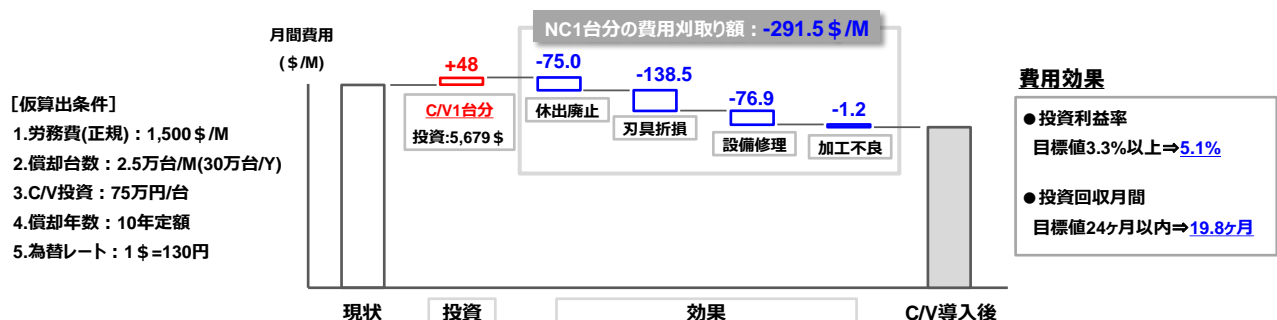 NC1台分の費用刈取り額：-291.5＄/M
月間費用
(＄/M)
+48
-75.0
-138.5
-76.9
-1.2
C/V1台分
投資:5,679＄
休出廃止
刃具折損
設備修理
加工不良
[仮算出条件]
1.労務費(正規)：1,500＄/M
2.償却台数：2.5万台/M(30万台/Y)
3.C/V投資：75万円/台
4.償却年数：10年定額
5.為替レート：1＄=130円
費用効果
●投資利益率
目標値3.3%以上⇒5.1%
●投資回収月間
目標値24ヶ月以内⇒19.8ヶ月
現状
投資
効果
C/V導入後